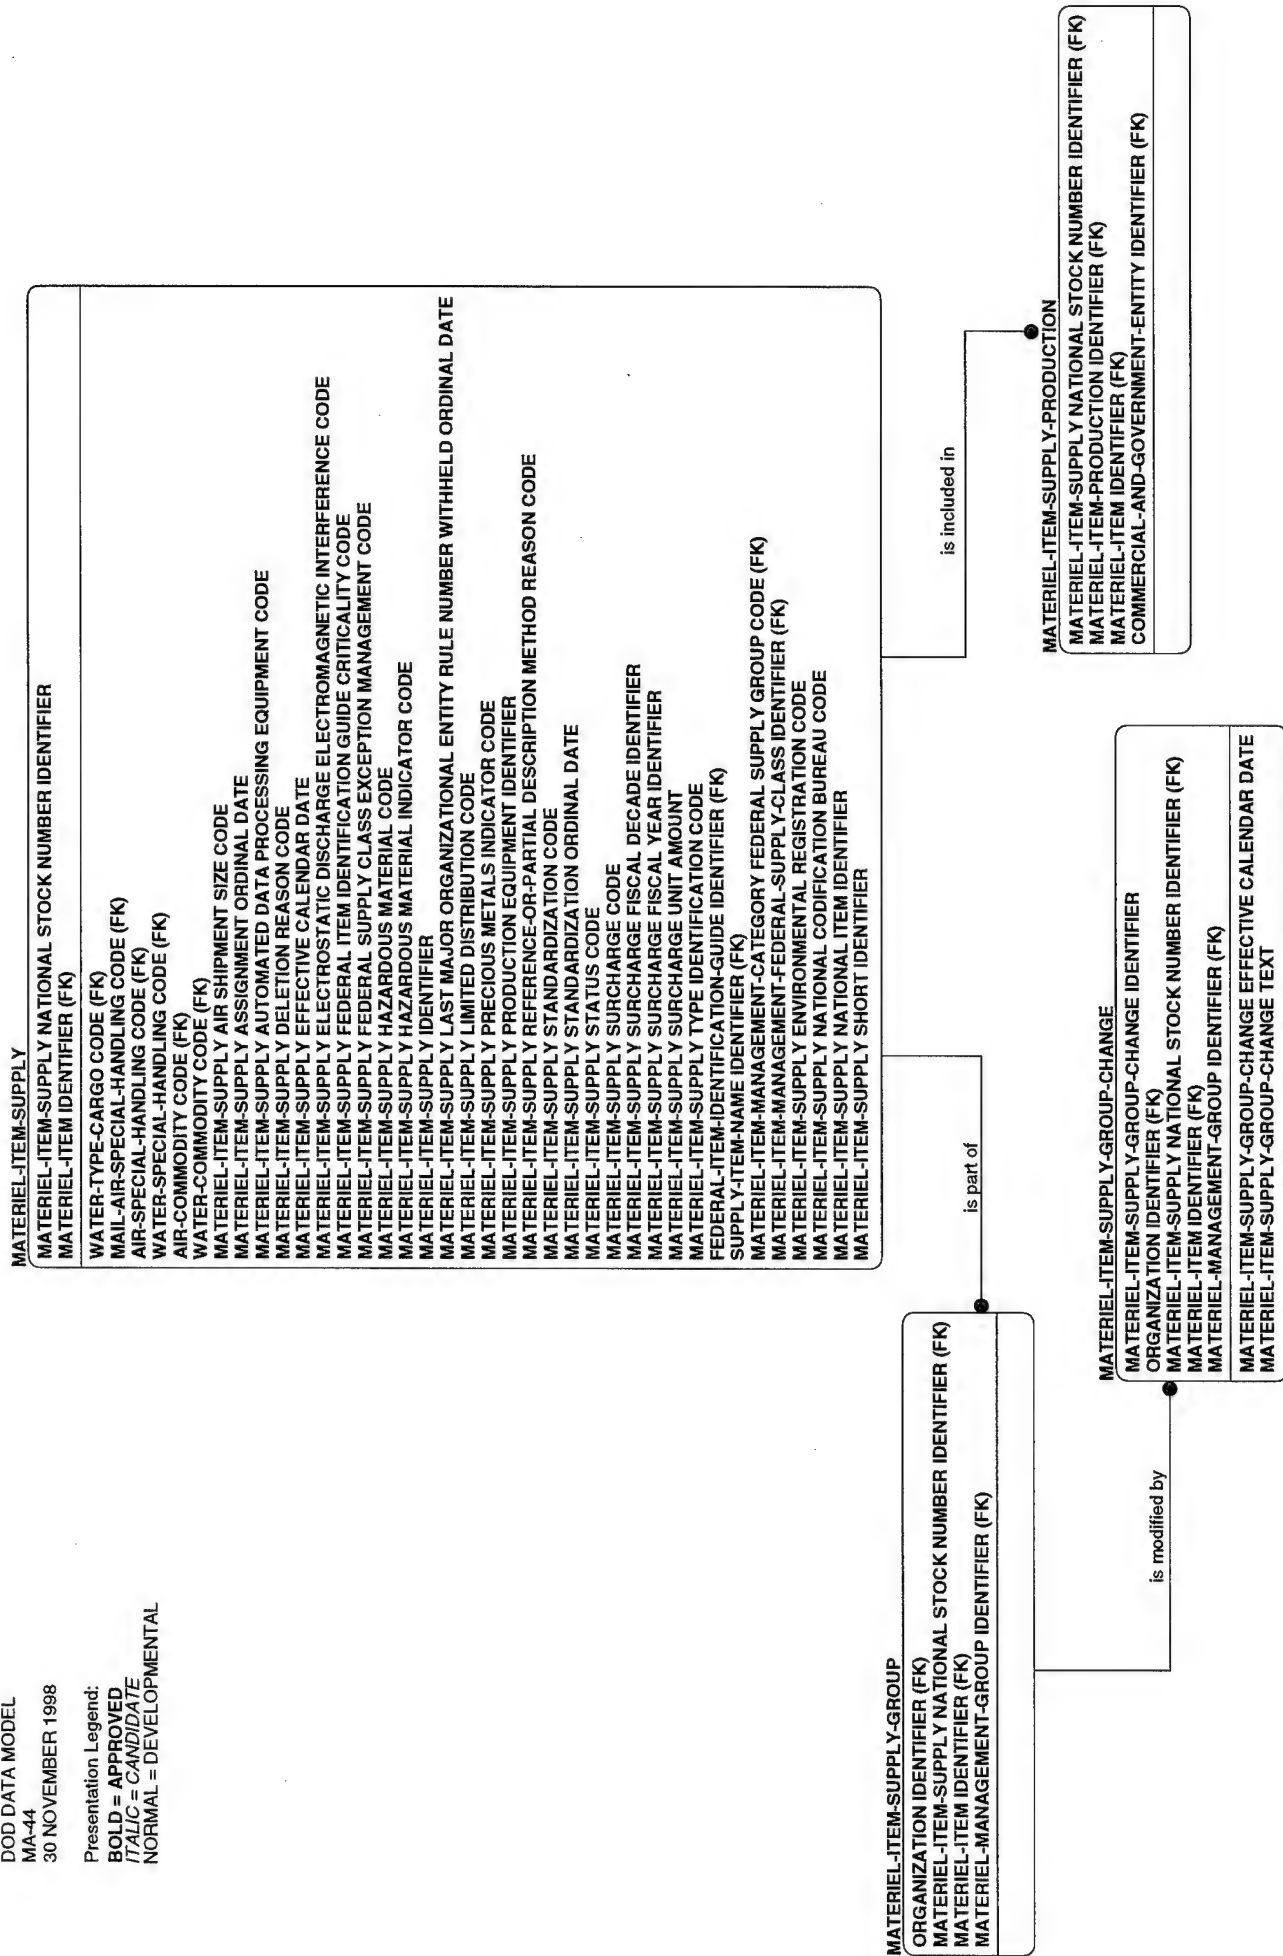 DOD DATA MODEL
MA-44
30 NOVEMBER 1998
Presentation Legend:
BOLD = APPROVED
ITALIC = CANDIDATE
NORMAL = DEVELOPMENTAL
MATERIEL-ITEM-SUPPLY
MATERIEL-ITEM-SUPPLY NATIONAL STOCK NUMBER IDENTIFIER
MATERIEL-ITEM IDENTIFIER (FK)
WATER-TYPE-CARGO CODE (FK)
MAIL-AIR-SPECIAL-HANDLING CODE (FK)
AIR-SPECIAL-HANDLING CODE (FK)
WATER-SPECIAL-HANDLING CODE (FK)
AIR-COMMODITY CODE (FK)
WATER-COMMODITY CODE (FK)
MATERIEL-ITEM-SUPPLY AIR SHIPMENT SIZE CODE
MATERIEL-ITEM-SUPPLY ASSIGNMENT ORDINAL DATE
MATERIEL-ITEM-SUPPLY AUTOMATED DATA PROCESSING EQUIPMENT CODE
MATERIEL-ITEM-SUPPLY DELETION REASON CODE
MATERIEL-ITEM-SUPPLY EFFECTIVE CALENDAR DATE
MATERIEL-ITEM-SUPPLY ELECTROSTATIC DISCHARGE ELECTROMAGNETIC INTERFERENCE CODE
MATERIEL-ITEM-SUPPLY FEDERAL ITEM IDENTIFICATION GUIDE CRITICALITY CODE
MATERIEL-ITEM-SUPPLY FEDERAL SUPPLY CLASS EXCEPTION MANAGEMENT CODE
MATERIEL-ITEM-SUPPLY HAZARDOUS MATERIAL CODE
MATERIEL-ITEM-SUPPLY HAZARDOUS MATERIAL INDICATOR CODE
MATERIEL-ITEM-SUPPLY IDENTIFIER
MATERIEL-ITEM-SUPPLY LAST MAJOR ORGANIZATIONAL ENTITY RULE NUMBER WITHHELD ORDINAL DATE
MATERIEL-ITEM-SUPPLY LIMITED DISTRIBUTION CODE
MATERIEL-ITEM-SUPPLY PRECIOUS METALS INDICATOR CODE
MATERIEL-ITEM-SUPPLY PRODUCTION EQUIPMENT IDENTIFIER
MATERIEL-ITEM-SUPPLY REFERENCE-OR-PARTIAL DESCRIPTION METHOD REASON CODE
MATERIEL-ITEM-SUPPLY STANDARDIZATION CODE
MATERIEL-ITEM-SUPPLY STANDARDIZATION ORDINAL DATE
MATERIEL-ITEM-SUPPLY STATUS CODE
MATERIEL-ITEM-SUPPLY SURCHARGE CODE
MATERIEL-ITEM-SUPPLY SURCHARGE FISCAL DECADE IDENTIFIER
MATERIEL-ITEM-SUPPLY SURCHARGE FISCAL YEAR IDENTIFIER
MATERIEL-ITEM-SUPPLY SURCHARGE UNIT AMOUNT
MATERIEL-ITEM-SUPPLY TYPE IDENTIFICATION CODE
FEDERAL-ITEM-IDENTIFICATION-GUIDE IDENTIFIER (FK)
SUPPLY-ITEM-NAME IDENTIFIER (FK)
MATERIEL-ITEM-MANAGEMENT-CATEGORY FEDERAL SUPPLY GROUP CODE (FK)
MATERIEL-ITEM-MANAGEMENT-FEDERAL-SUPPLY-CLASS IDENTIFIER (FK)
MATERIEL-ITEM-SUPPLY ENVIRONMENTAL REGISTRATION CODE
MATERIEL-ITEM-SUPPLY NATIONAL CODIFICATION BUREAU CODE
MATERIEL-ITEM-SUPPLY NATIONAL ITEM IDENTIFIER
MATERIEL-ITEM-SUPPLY SHORT IDENTIFIER
is part of
is included in
MATERIEL-ITEM-SUPPLY-GROUP
ORGANIZATION IDENTIFIER (FK)
MATERIEL-ITEM-SUPPLY NATIONAL STOCK NUMBER IDENTIFIER (FK)
MATERIEL-ITEM IDENTIFIER (FK)
MATERIEL-MANAGEMENT-GROUP IDENTIFIER (FK)
is modified by
MATERIEL-ITEM-SUPPLY-GROUP-CHANGE
MATERIEL-ITEM-SUPPLY-GROUP-CHANGE IDENTIFIER
ORGANIZATION IDENTIFIER (FK)
MATERIEL-ITEM-SUPPLY NATIONAL STOCK NUMBER IDENTIFIER (FK)
MATERIEL-ITEM IDENTIFIER (FK)
MATERIEL-MANAGEMENT-GROUP IDENTIFIER (FK)
MATERIEL-ITEM-SUPPLY-GROUP-CHANGE EFFECTIVE CALENDAR DATE
MATERIEL-ITEM-SUPPLY-GROUP-CHANGE TEXT
MATERIEL-ITEM-SUPPLY-PRODUCTION
MATERIEL-ITEM-SUPPLY NATIONAL STOCK NUMBER IDENTIFIER (FK)
MATERIEL-ITEM-PRODUCTION IDENTIFIER (FK)
MATERIEL-ITEM IDENTIFIER (FK)
COMMERCIAL-AND-GOVERNMENT-ENTITY IDENTIFIER (FK)